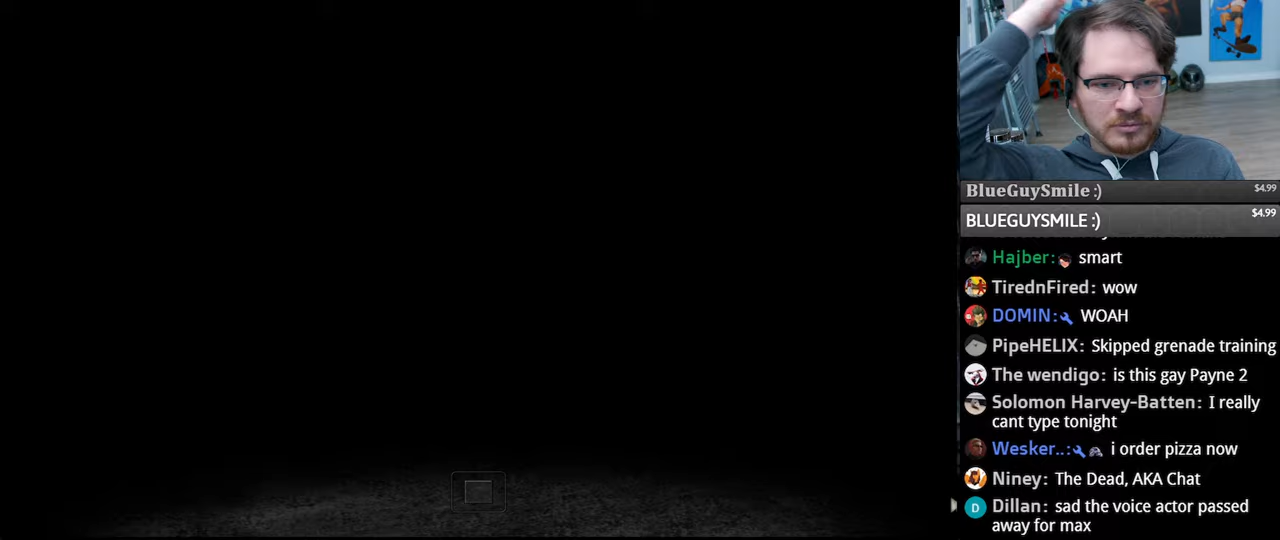 BlueGuySmile :)
$4.99
BLUEGUYSMILE :)
$4.99
Hajber: smart
TirednFired: wow
DOMIN: WOAH
PipeHELIX: Skipped grenade training
The wendigo: is this gay Payne 2
Solomon Harvey-Batten: I really
cant type tonight
Wesker..: i order pizza now
Niney: The Dead, AKA Chat
D Dillan: sad the voice actor passed
away for max